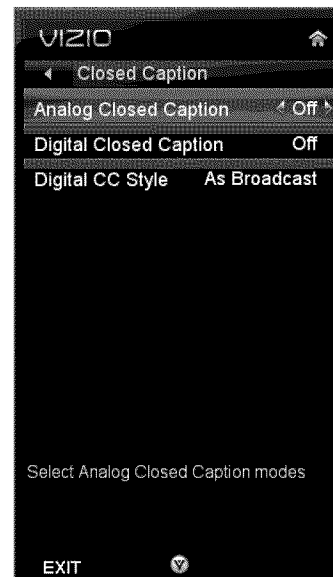 VIZIO
Closed Caption
Analog Closed Caption Off
Digital Closed Caption Off
Digital CC Style As Broadcast
Select Analog Closed Caption modes
EXIT